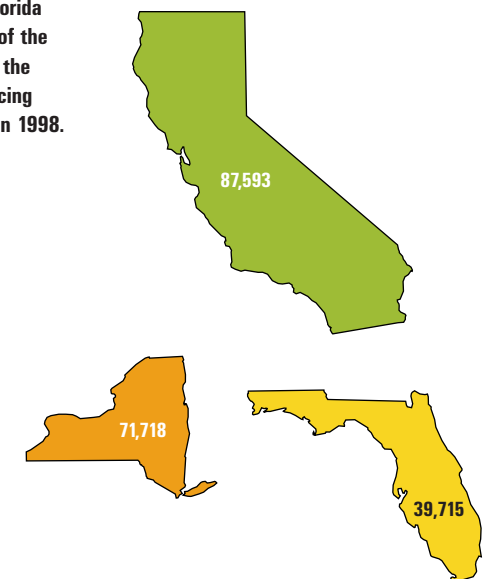 orida
of the
the
cing
n 1998.
87,593
71,718
39,715